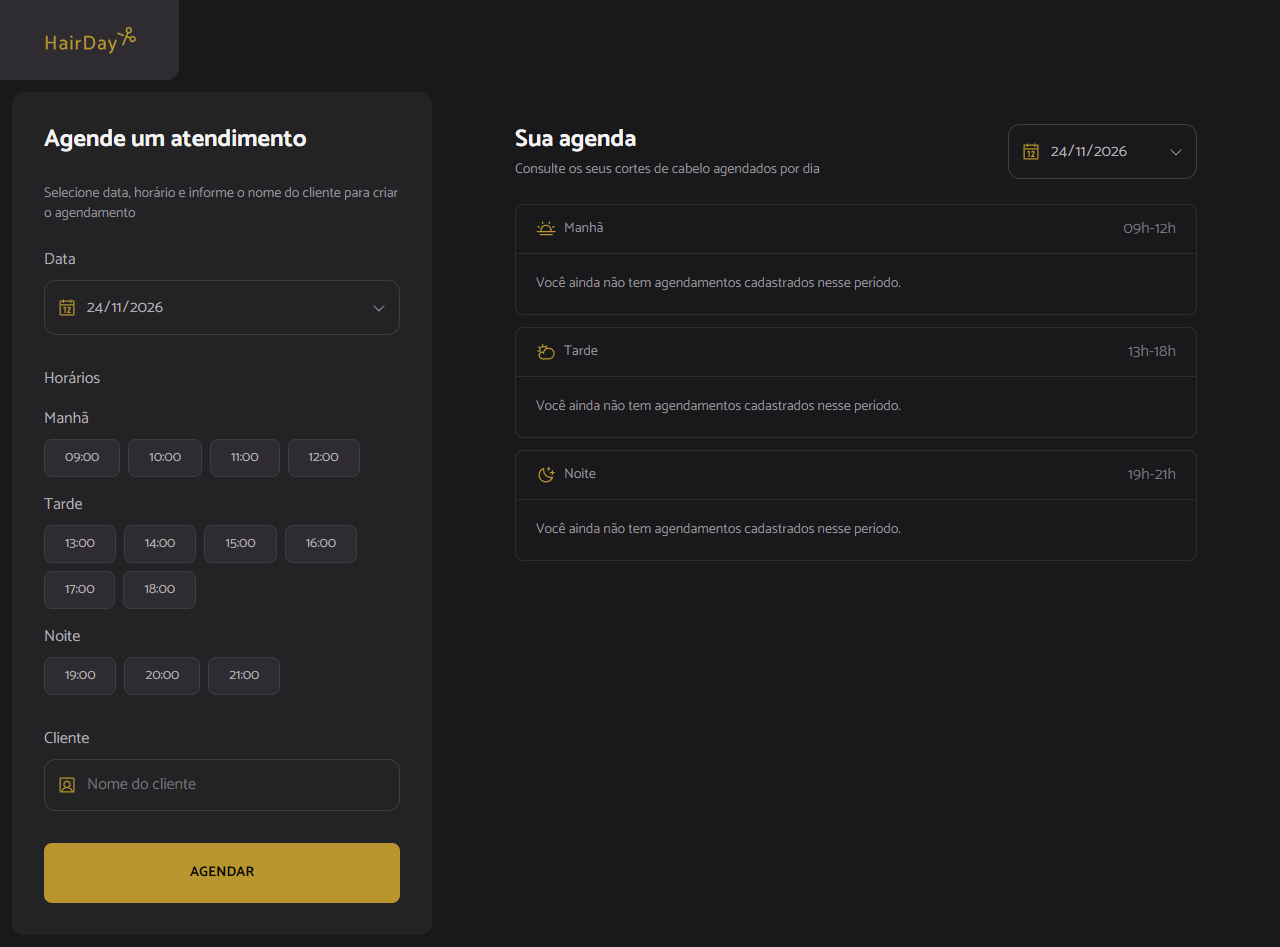 HairDay
Agende um atendimento
Selecione data, horário e informe o nome do cliente para criar
o agendamento
Data
24/11/2026
Horários
Manhã
09:00 10:00 11:00 12:00
Tarde
13:00 14:00 15:00 16:00
17:00 18:00
Noite
19:00 20:00 21:00
Cliente
Nome do cliente
AGENDAR
Sua agenda
Consulte os seus cortes de cabelo agendados por dia
24/11/2026
Manhã 09h-12h
Você ainda não tem agendamentos cadastrados nesse período.
Tarde 13h-18h
Você ainda não tem agendamentos cadastrados nesse período.
Noite 19h-21h
Você ainda não tem agendamentos cadastrados nesse período.